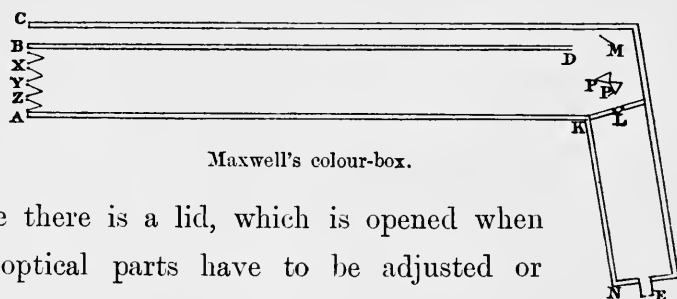 C
B
D
M
X
Y
P
Z
P
A
K
L
Maxwell's colour-box.
e there is a lid, which is opened when
optical parts have to be adjusted or
N
E